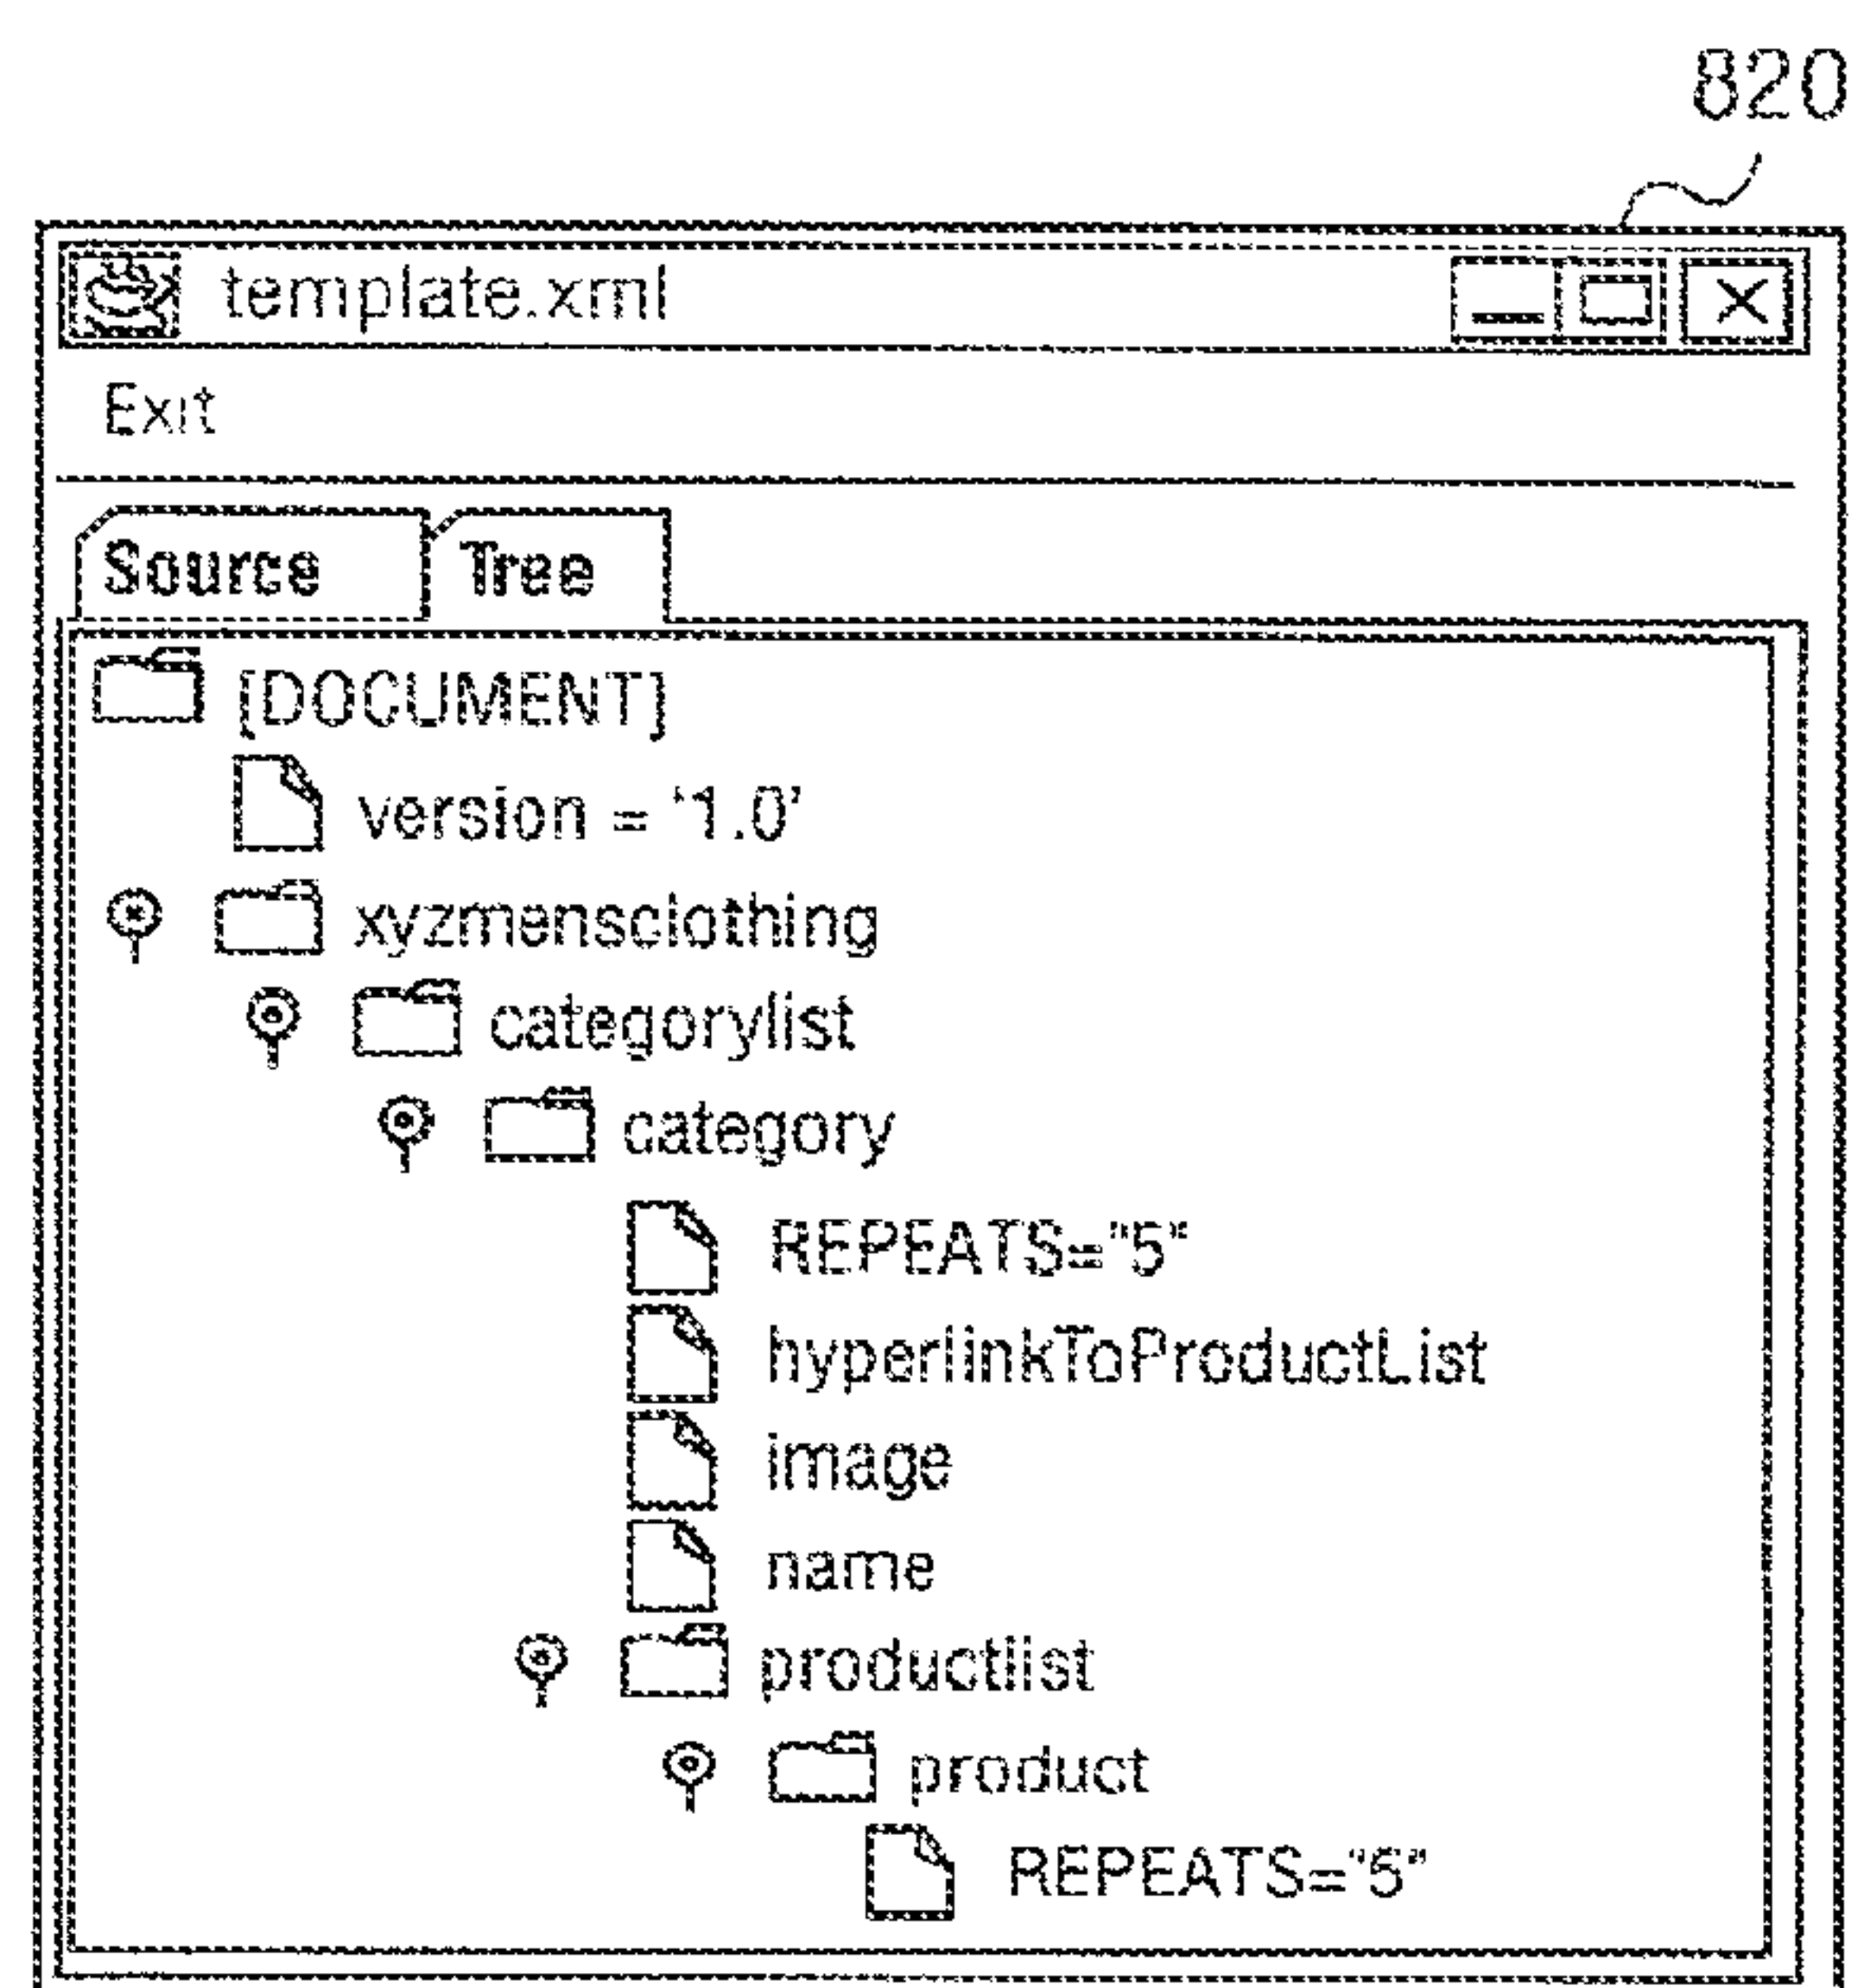 820
template.xml
Exit
Source Tree
[DOCUMENT]
version = '1.0'
xyzmensclothing
categorylist
category
REPEATS="5"
hyperlinkToProductList
image
name
productlist
product
REPEATS="5"